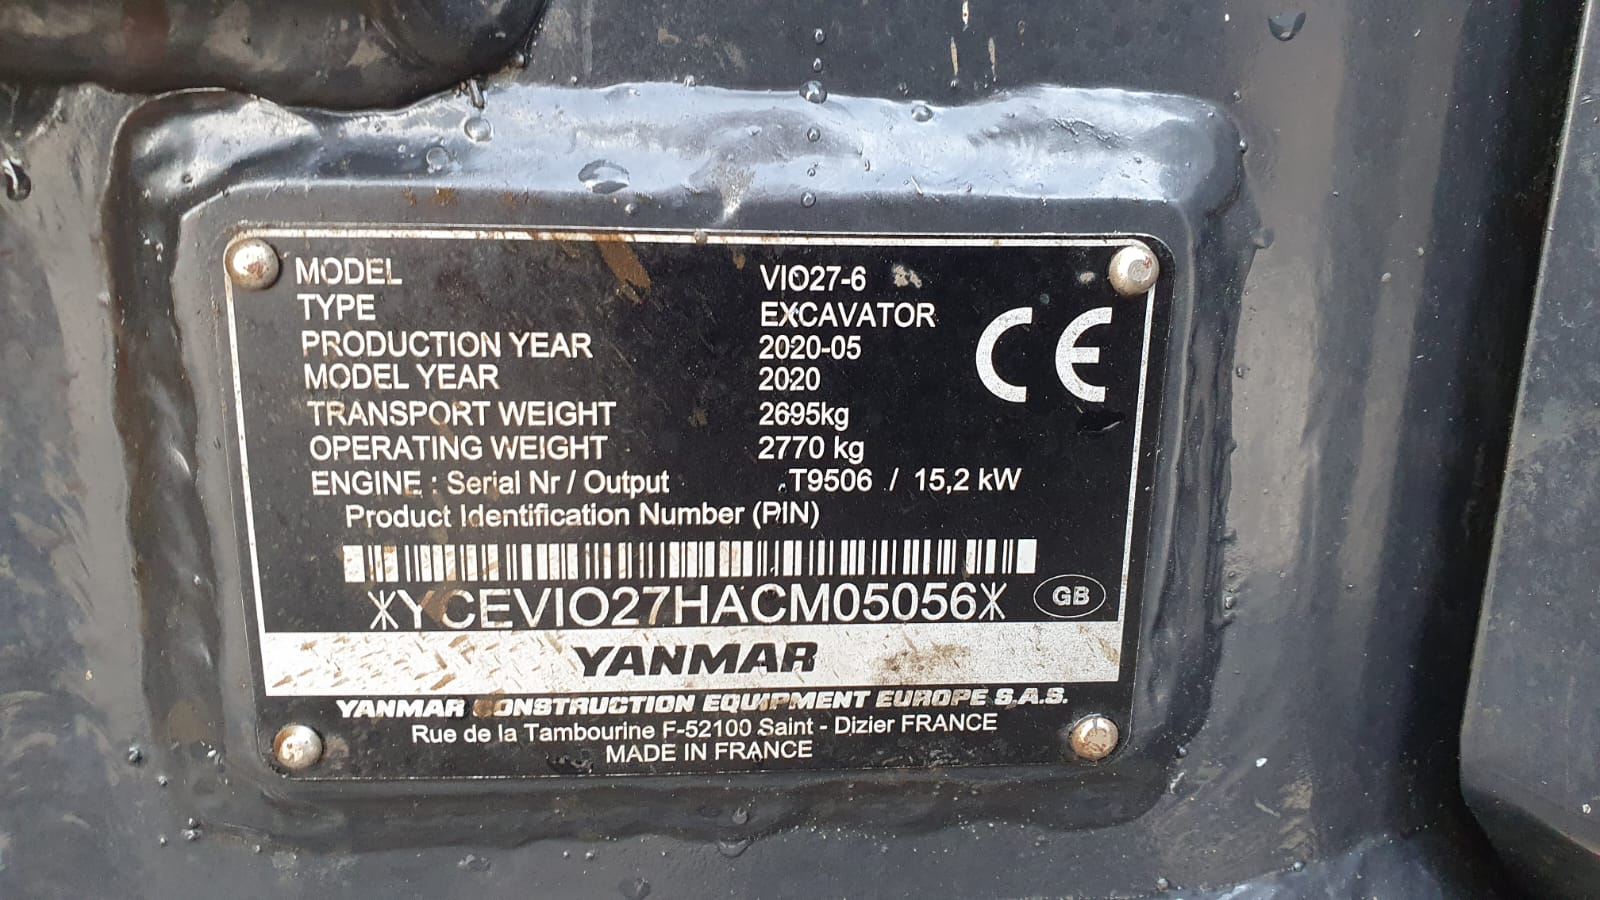 MODEL VIO27-6
TYPE EXCAVATOR
PRODUCTION YEAR 2020-05
MODEL YEAR 2020
TRANSPORT WEIGHT 2695kg
OPERATING WEIGHT 2770 kg
ENGINE : Serial Nr / Output T9506 / 15,2 kW
Product Identification Number (PIN)
CE
*YCEVIO27HACM05056*
GB
YANMAR
YANMAR CONSTRUCTION EQUIPMENT EUROPE S.A.S.
Rue de la Tambourine F-52100 Saint - Dizier FRANCE
MADE IN FRANCE